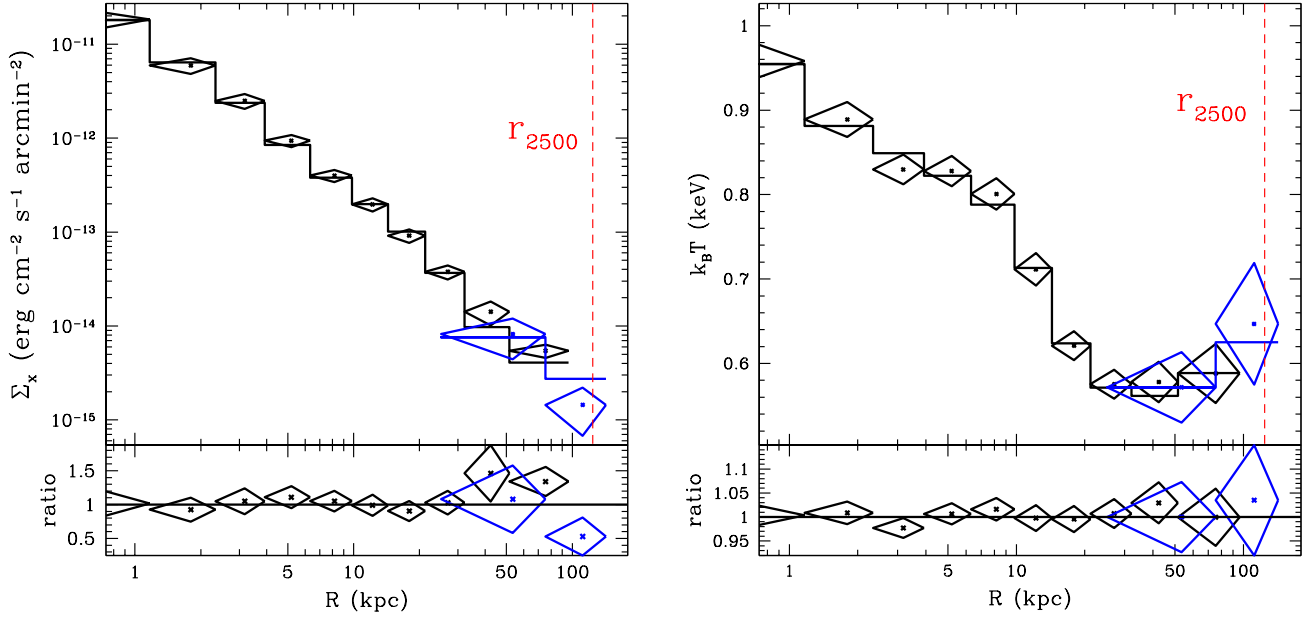 Σₓ (erg cm⁻² s⁻¹ arcmin⁻²)
10⁻¹¹
10⁻¹²
10⁻¹³
10⁻¹⁴
10⁻¹⁵
r₂₅₀₀
ratio
1.5
1
0.5
1 5 10 50 100
R (kpc)
k_BT (keV)
1
0.9
0.8
0.7
0.6
r₂₅₀₀
ratio
1.1
1.05
1
0.95
1 5 10 50 100
R (kpc)